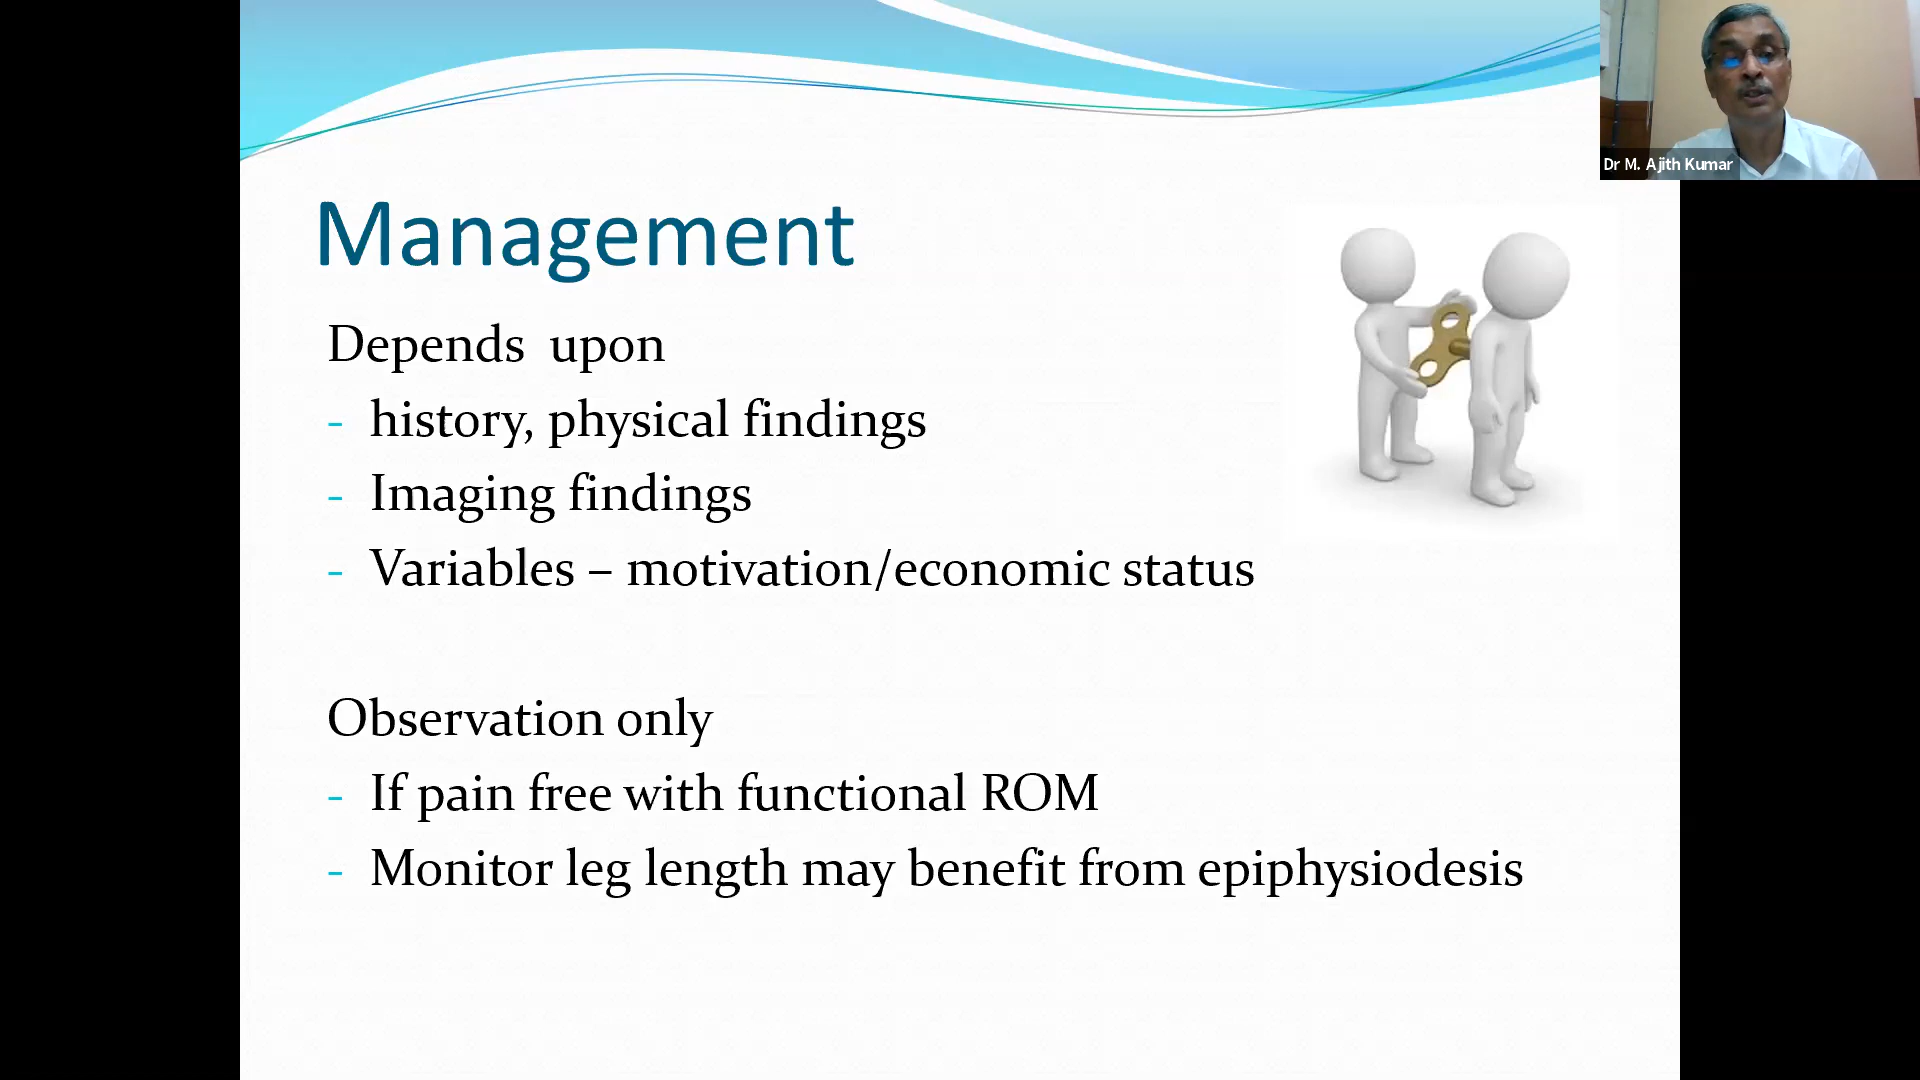 Dr M. Ajith Kumar
Management
Depends upon
- history, physical findings
- Imaging findings
- Variables – motivation/economic status
Observation only
- If pain free with functional ROM
- Monitor leg length may benefit from epiphysiodesis